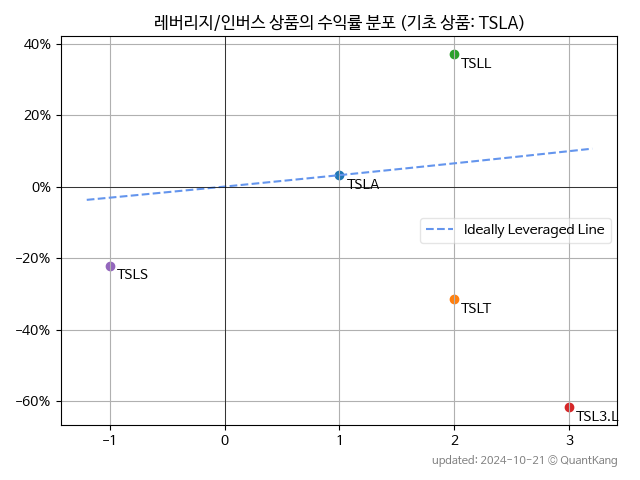 레버리지/인버스 상품의 수익률 분포 (기초 상품: TSLA)
40%
TSLL
20%
TSLA
0%
Ideally Leveraged Line
−20%
TSLS
TSLT
−40%
−60%
TSL3.L
−1 0 1 2 3
updated: 2024-10-21 © QuantKang